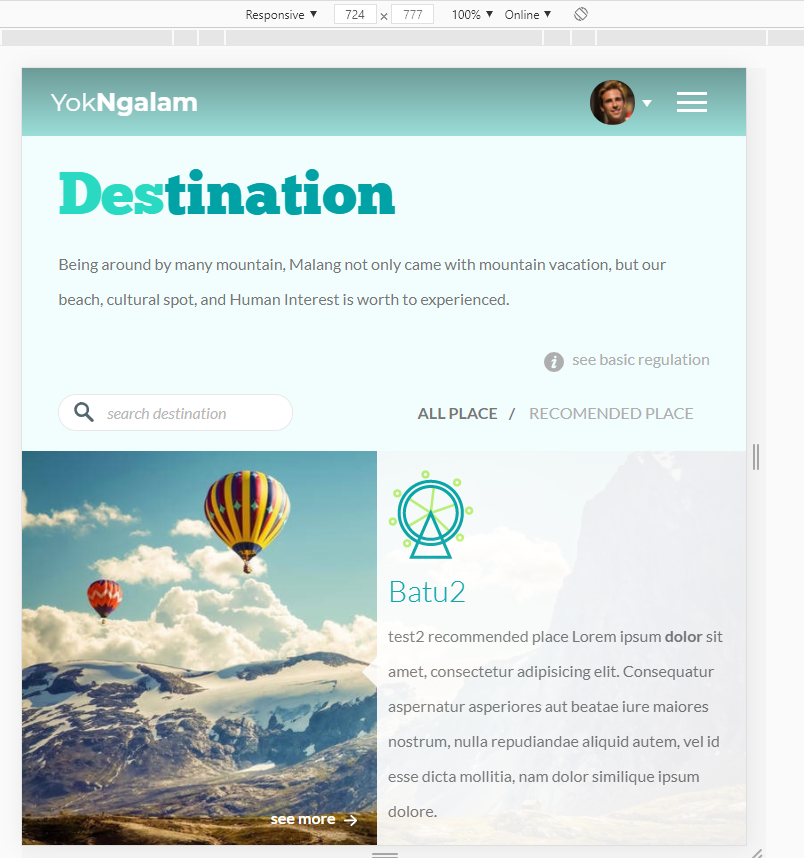 Responsive ▼ 724 × 777 100% ▼ Online ▼
YokNgalam
Destination
Being around by many mountain, Malang not only came with mountain vacation, but our
beach, cultural spot, and Human Interest is worth to experienced.
see basic regulation
search destination
ALL PLACE / RECOMENDED PLACE
Batu2
test2 recommended place Lorem ipsum dolor sit
amet, consectetur adipisicing elit. Consequatur
aspernatur asperiores aut beatae iure maiores
nostrum, nulla repudiandae aliquid autem, vel id
esse dicta mollitia, nam dolor similique ipsum
dolore.
see more →